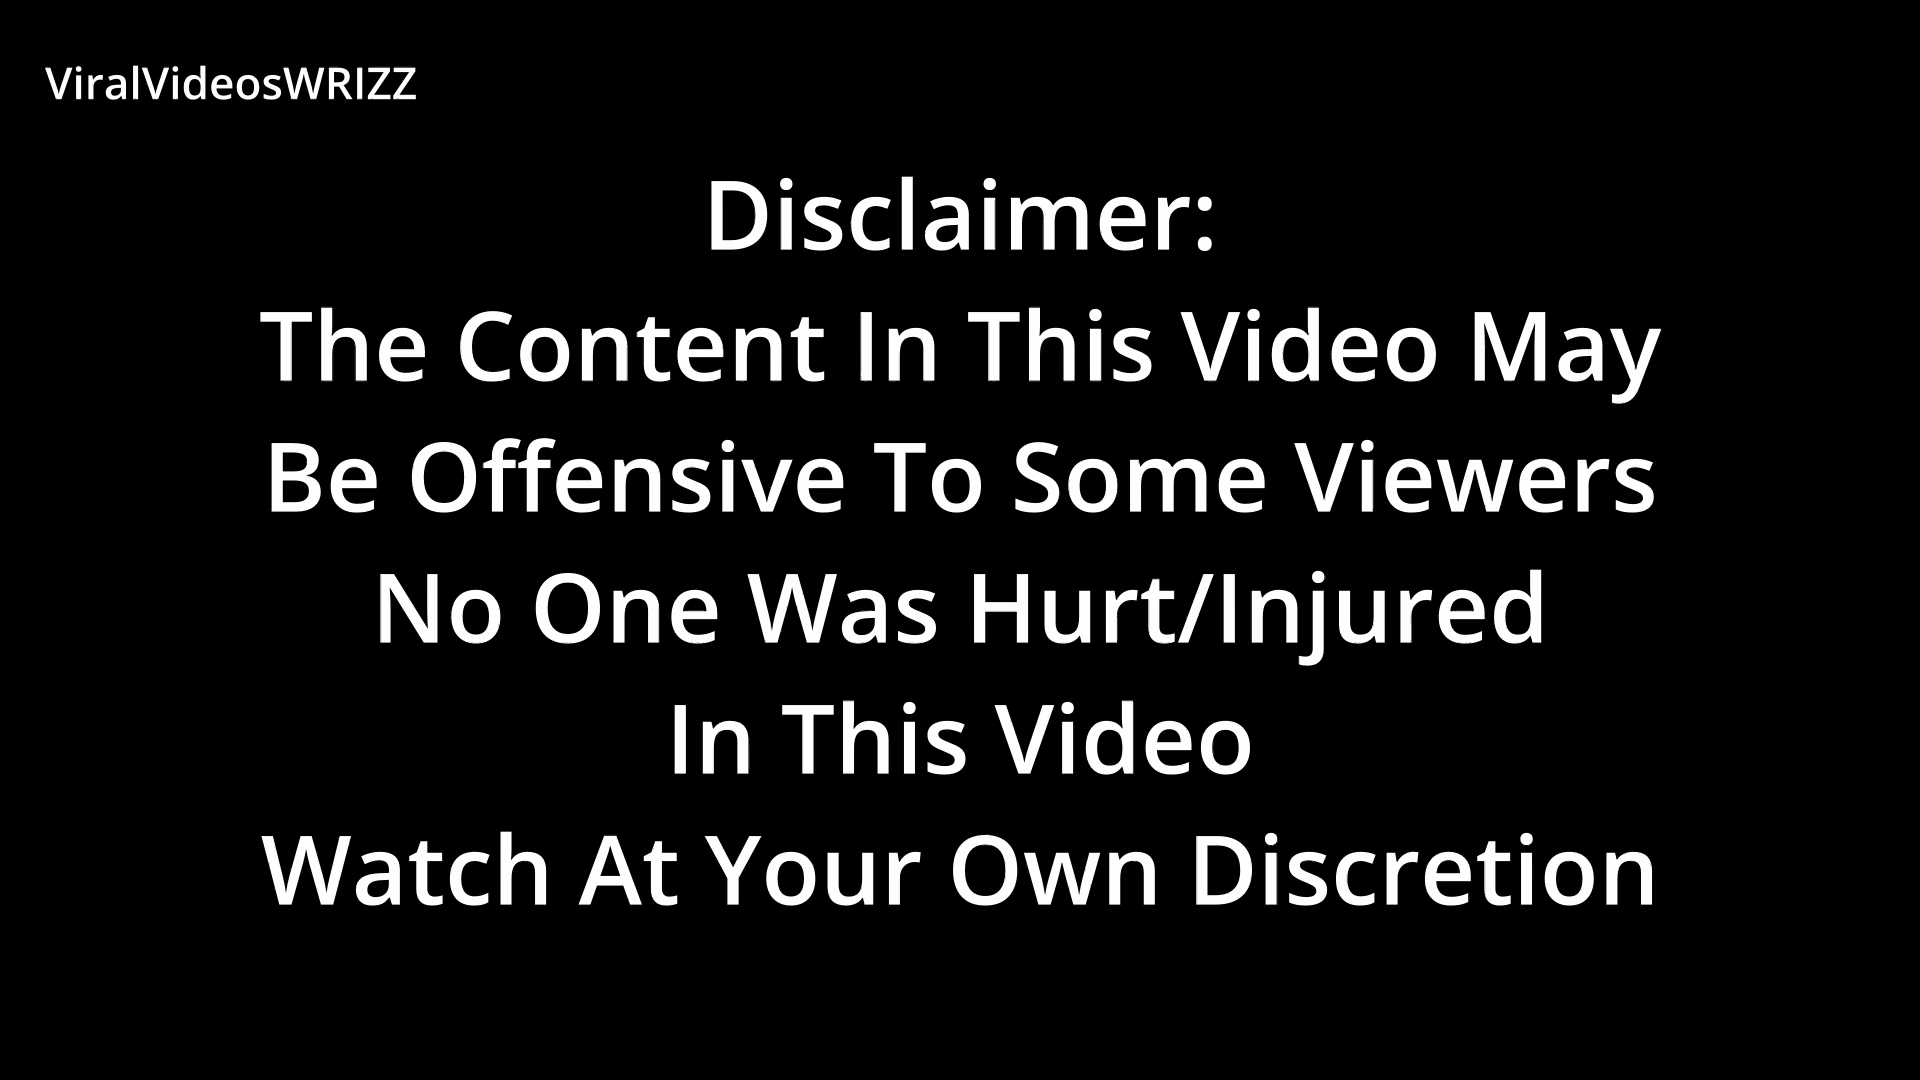 ViralVideosWRIZZ
Disclaimer:
The Content In This Video May
Be Offensive To Some Viewers
No One Was Hurt/Injured
In This Video
Watch At Your Own Discretion